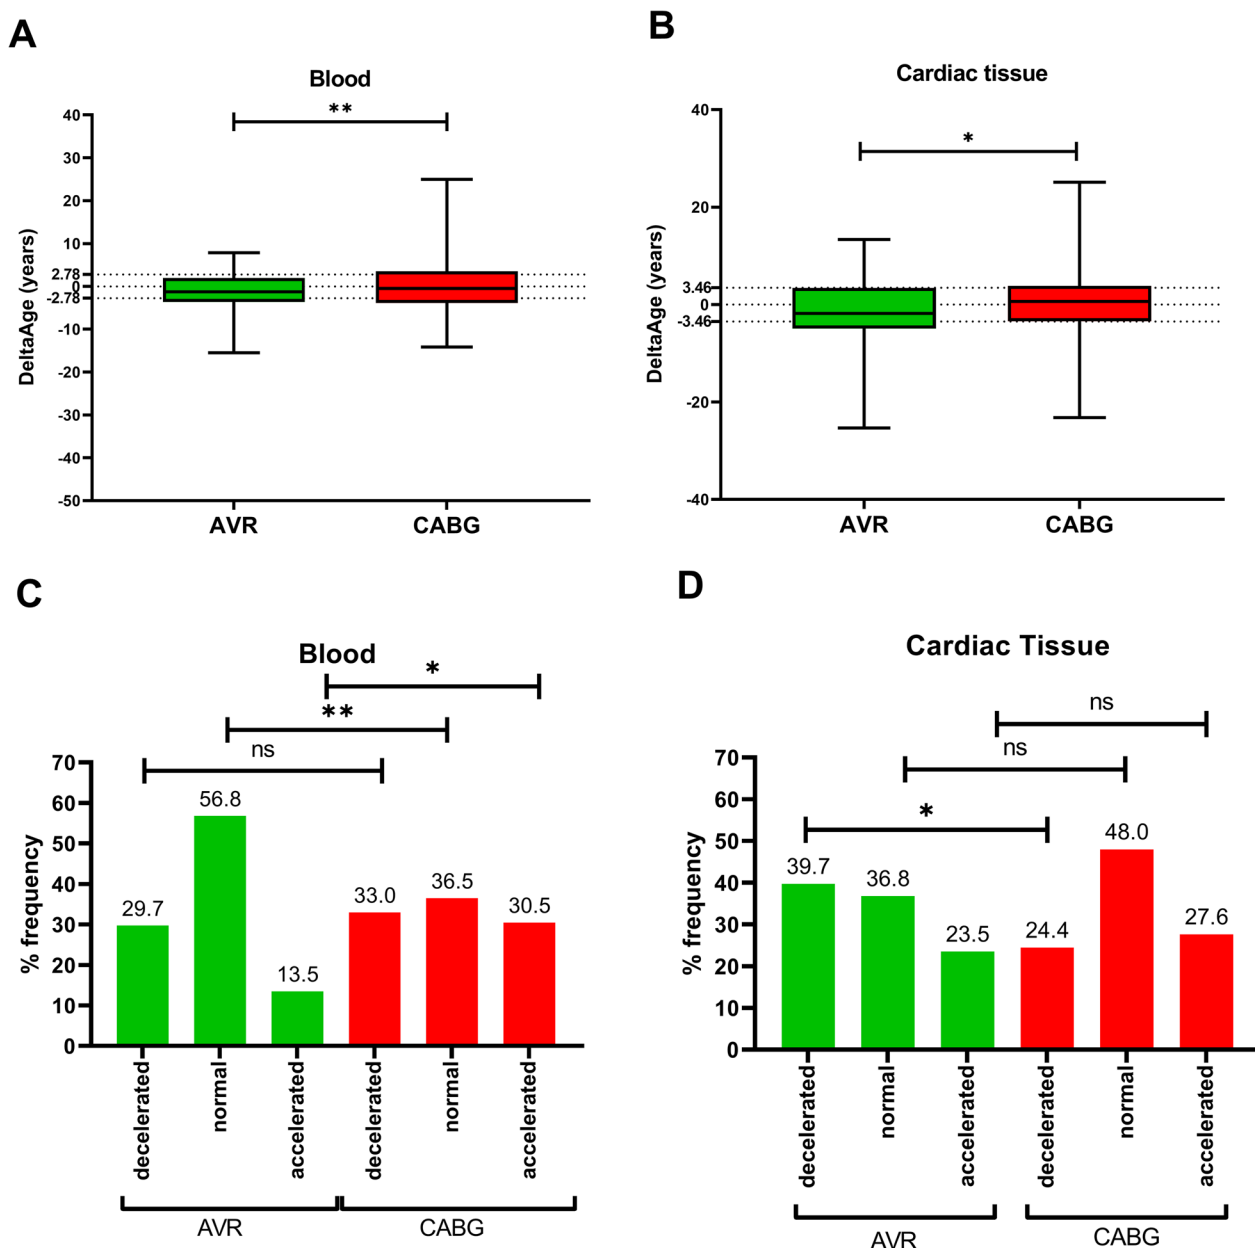 A
Blood
**
DeltaAge (years)
40
30
20
10
2.78
0
-2.78
-10
-20
-30
-40
-50
AVR
CABG
B
Cardiac tissue
*
DeltaAge (years)
40
20
3.46
0
-3.46
-20
-40
AVR
CABG
C
Blood
*
**
ns
% frequency
70
60
50
40
30
20
10
0
29.7
56.8
13.5
33.0
36.5
30.5
decelerated
normal
accelerated
decelerated
normal
accelerated
AVR
CABG
D
Cardiac Tissue
ns
ns
*
% frequency
70
60
50
40
30
20
10
0
39.7
36.8
23.5
24.4
48.0
27.6
decelerated
normal
accelerated
decelerated
normal
accelerated
AVR
CABG